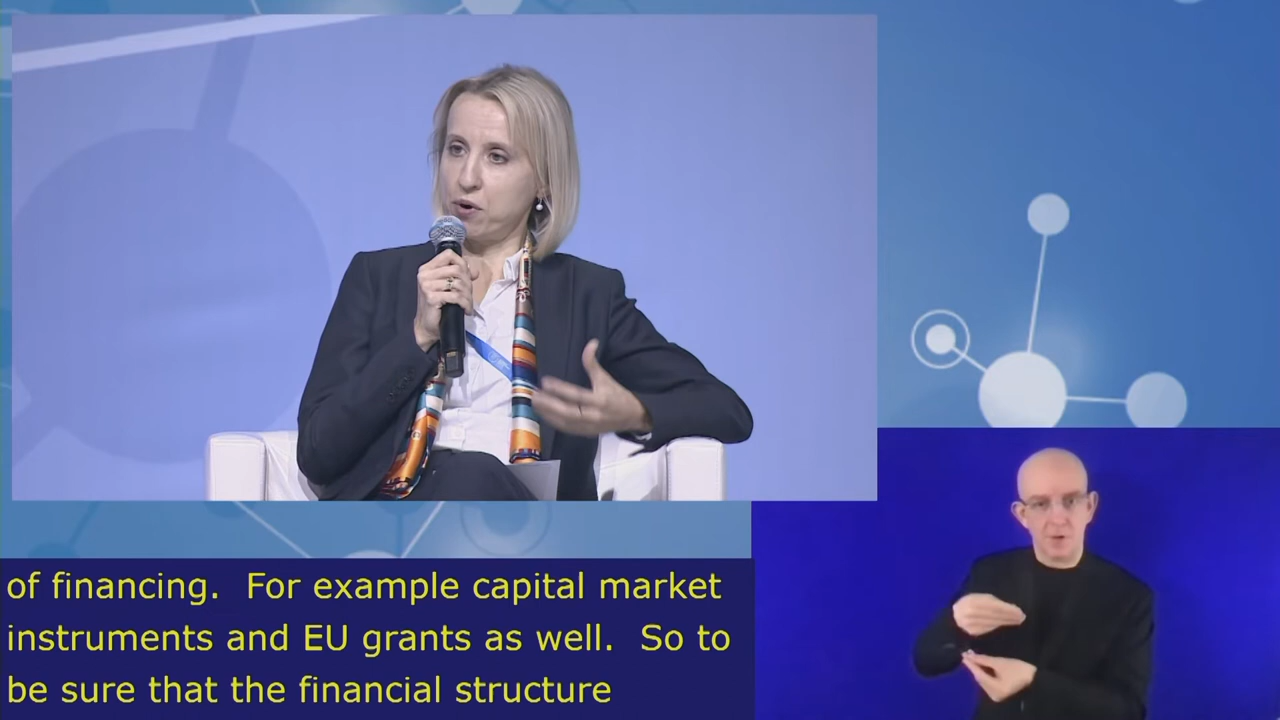 of financing.  For example capital market
instruments and EU grants as well.  So to
be sure that the financial structure